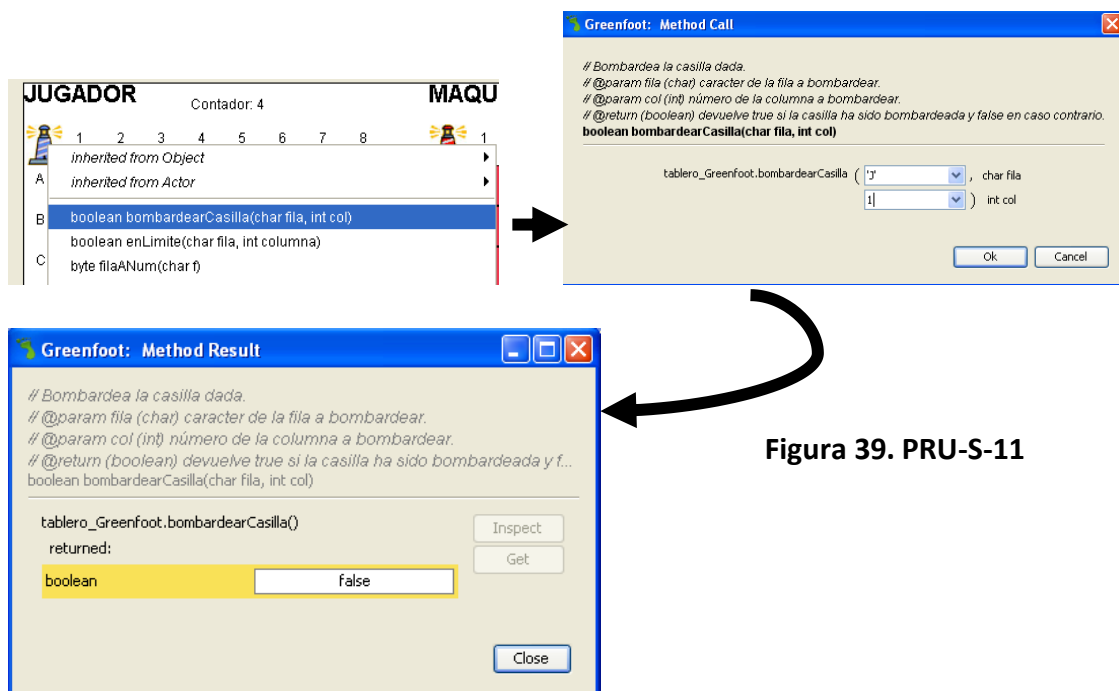 JUGADOR
Contador: 4
MAQU
1 2 3 4 5 6 7 8
1
inherited from Object
A
inherited from Actor
B
boolean bombardearCasilla(char fila, int col)
boolean enLimite(char fila, int columna)
C
byte filaANum(char f)
Greenfoot: Method Call
// Bombardea la casilla dada.
// @param fila (char) caracter de la fila a bombardear.
// @param col (int) número de la columna a bombardear.
// @return (boolean) devuelve true si la casilla ha sido bombardeada y false en caso contrario.
boolean bombardearCasilla(char fila, int col)
tablero_Greenfoot.bombardearCasilla ( 'J' , char fila
1 ) int col
Ok Cancel
Greenfoot: Method Result
// Bombardea la casilla dada.
// @param fila (char) caracter de la fila a bombardear.
// @param col (int) número de la columna a bombardear.
// @return (boolean) devuelve true si la casilla ha sido bombardeada y f...
boolean bombardearCasilla(char fila, int col)
tablero_Greenfoot.bombardearCasilla()
returned:
boolean false
Inspect
Get
Close
Figura 39. PRU-S-11